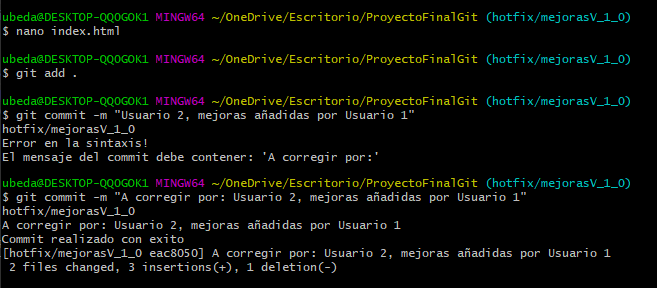 ubeda@DESKTOP-QQOGOK1 MINGW64 ~/OneDrive/Escritorio/ProyectoFinalGit (hotfix/mejorasV_1_0)
$ nano index.html
ubeda@DESKTOP-QQOGOK1 MINGW64 ~/OneDrive/Escritorio/ProyectoFinalGit (hotfix/mejorasV_1_0)
$ git add .
ubeda@DESKTOP-QQOGOK1 MINGW64 ~/OneDrive/Escritorio/ProyectoFinalGit (hotfix/mejorasV_1_0)
$ git commit -m "Usuario 2, mejoras añadidas por Usuario 1"
hotfix/mejorasV_1_0
Error en la sintaxis!
El mensaje del commit debe contener: 'A corregir por:'
ubeda@DESKTOP-QQOGOK1 MINGW64 ~/OneDrive/Escritorio/ProyectoFinalGit (hotfix/mejorasV_1_0)
$ git commit -m "A corregir por: Usuario 2, mejoras añadidas por Usuario 1"
hotfix/mejorasV_1_0
A corregir por: Usuario 2, mejoras añadidas por Usuario 1
Commit realizado con exito
[hotfix/mejorasV_1_0 eac8050] A corregir por: Usuario 2, mejoras añadidas por Usuario 1
 2 files changed, 3 insertions(+), 1 deletion(-)